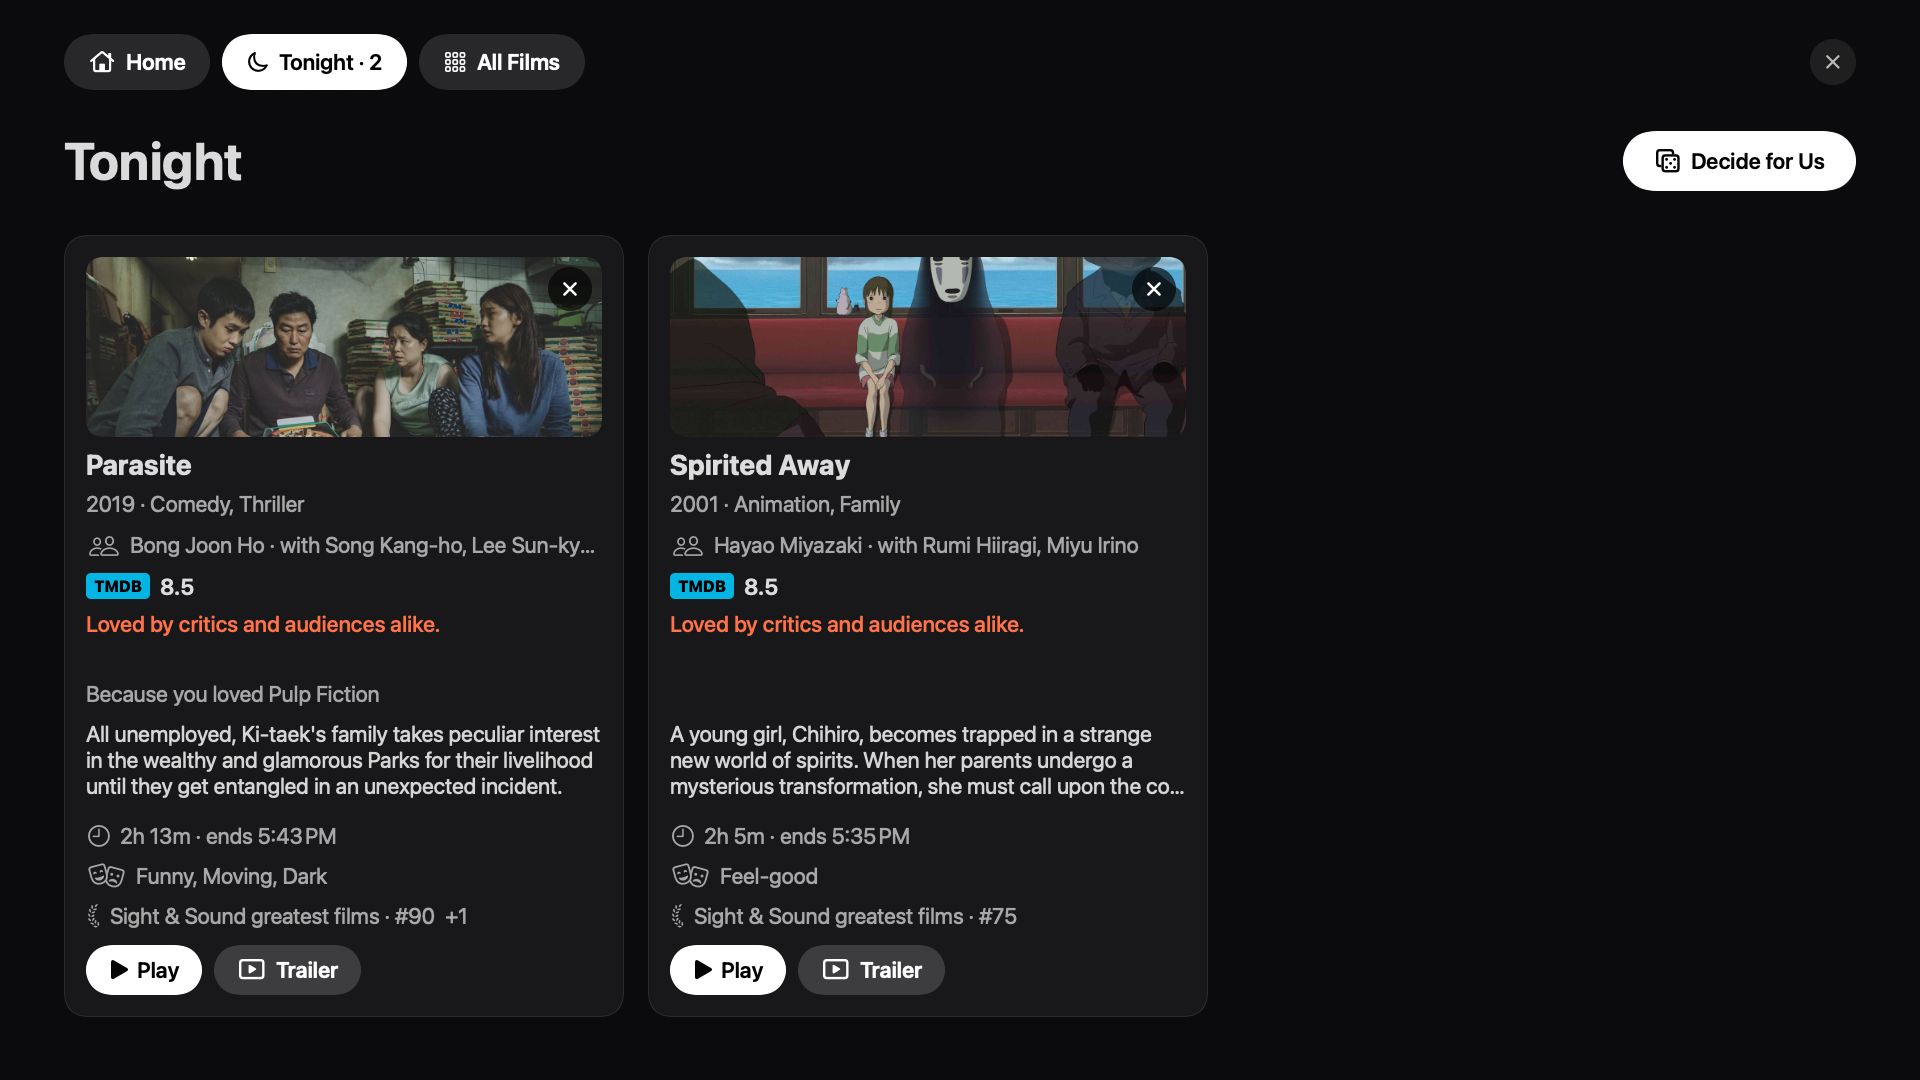 Home
Tonight · 2
All Films
Tonight
Decide for Us
Parasite
2019 · Comedy, Thriller
Bong Joon Ho · with Song Kang-ho, Lee Sun-ky...
TMDB 8.5
Loved by critics and audiences alike.
Because you loved Pulp Fiction
All unemployed, Ki-taek's family takes peculiar interest
in the wealthy and glamorous Parks for their livelihood
until they get entangled in an unexpected incident.
2h 13m · ends 5:43 PM
Funny, Moving, Dark
Sight & Sound greatest films · #90 +1
Play
Trailer
Spirited Away
2001 · Animation, Family
Hayao Miyazaki · with Rumi Hiiragi, Miyu Irino
TMDB 8.5
Loved by critics and audiences alike.
A young girl, Chihiro, becomes trapped in a strange
new world of spirits. When her parents undergo a
mysterious transformation, she must call upon the co...
2h 5m · ends 5:35 PM
Feel-good
Sight & Sound greatest films · #75
Play
Trailer